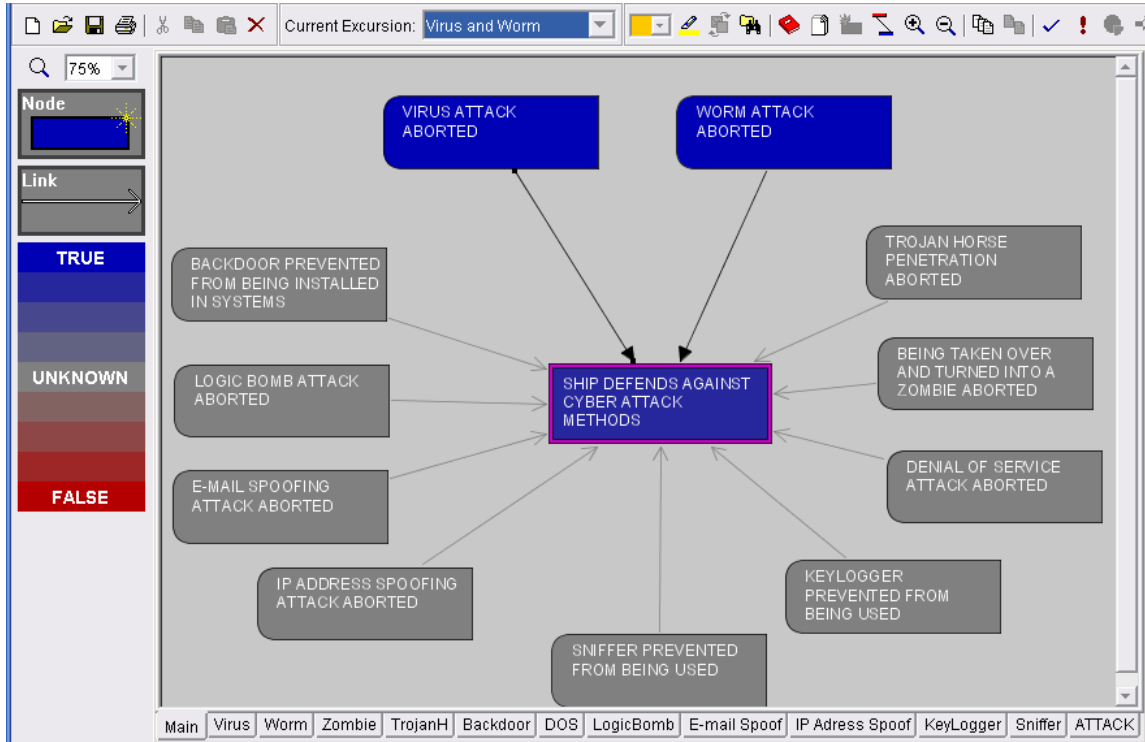 Current Excursion: Virus and Worm
75%
Node
Link
TRUE
UNKNOWN
FALSE
VIRUS ATTACK
ABORTED
WORM ATTACK
ABORTED
BACKDOOR PREVENTED
FROM BEING INSTALLED
IN SYSTEMS
TROJAN HORSE
PENETRATION
ABORTED
LOGIC BOMB ATTACK
ABORTED
SHIP DEFENDS AGAINST
CYBER ATTACK
METHODS
BEING TAKEN OVER
AND TURNED INTO A
ZOMBIE ABORTED
E-MAIL SPOOFING
ATTACK ABORTED
DENIAL OF SERVICE
ATTACK ABORTED
IP ADDRESS SPOOFING
ATTACK ABORTED
KEYLOGGER
PREVENTED FROM
BEING USED
SNIFFER PREVENTED
FROM BEING USED
Main Virus Worm Zombie TrojanH Backdoor DOS LogicBomb E-mail Spoof IP Adress Spoof KeyLogger Sniffer ATTACK